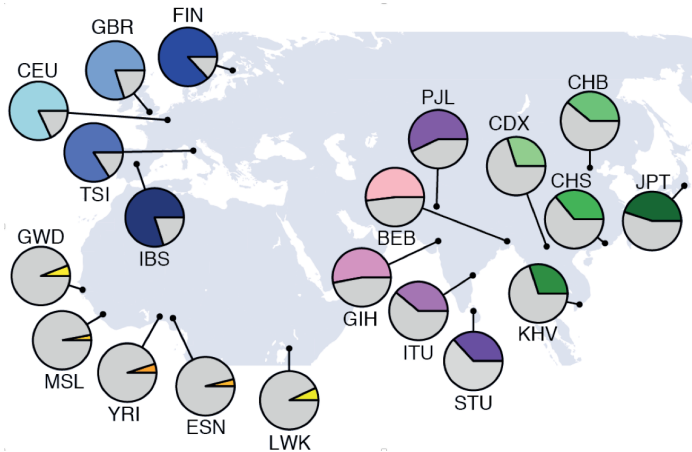 FIN
GBR
CEU
CHB
PJL
CDX
TSI
CHS
JPT
BEB
GWD
IBS
GIH
ITU
KHV
MSL
STU
YRI
ESN
LWK